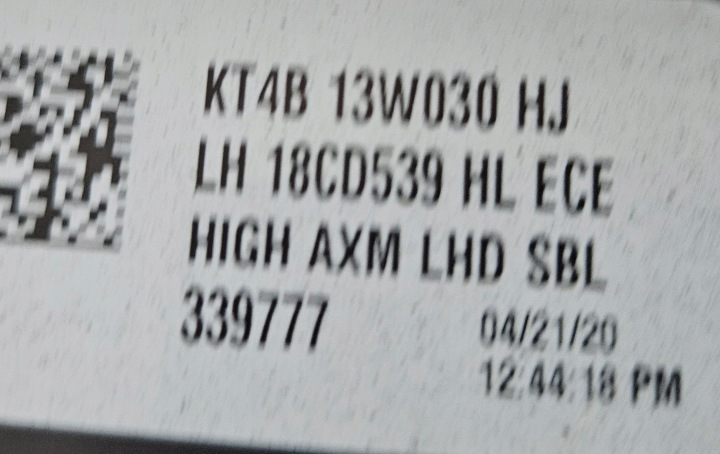 KT4B 13W030 HJ
LH 18CD539 HL ECE
HIGH AXM LHD SBL
339777 04/21/20
12:44:18 PM